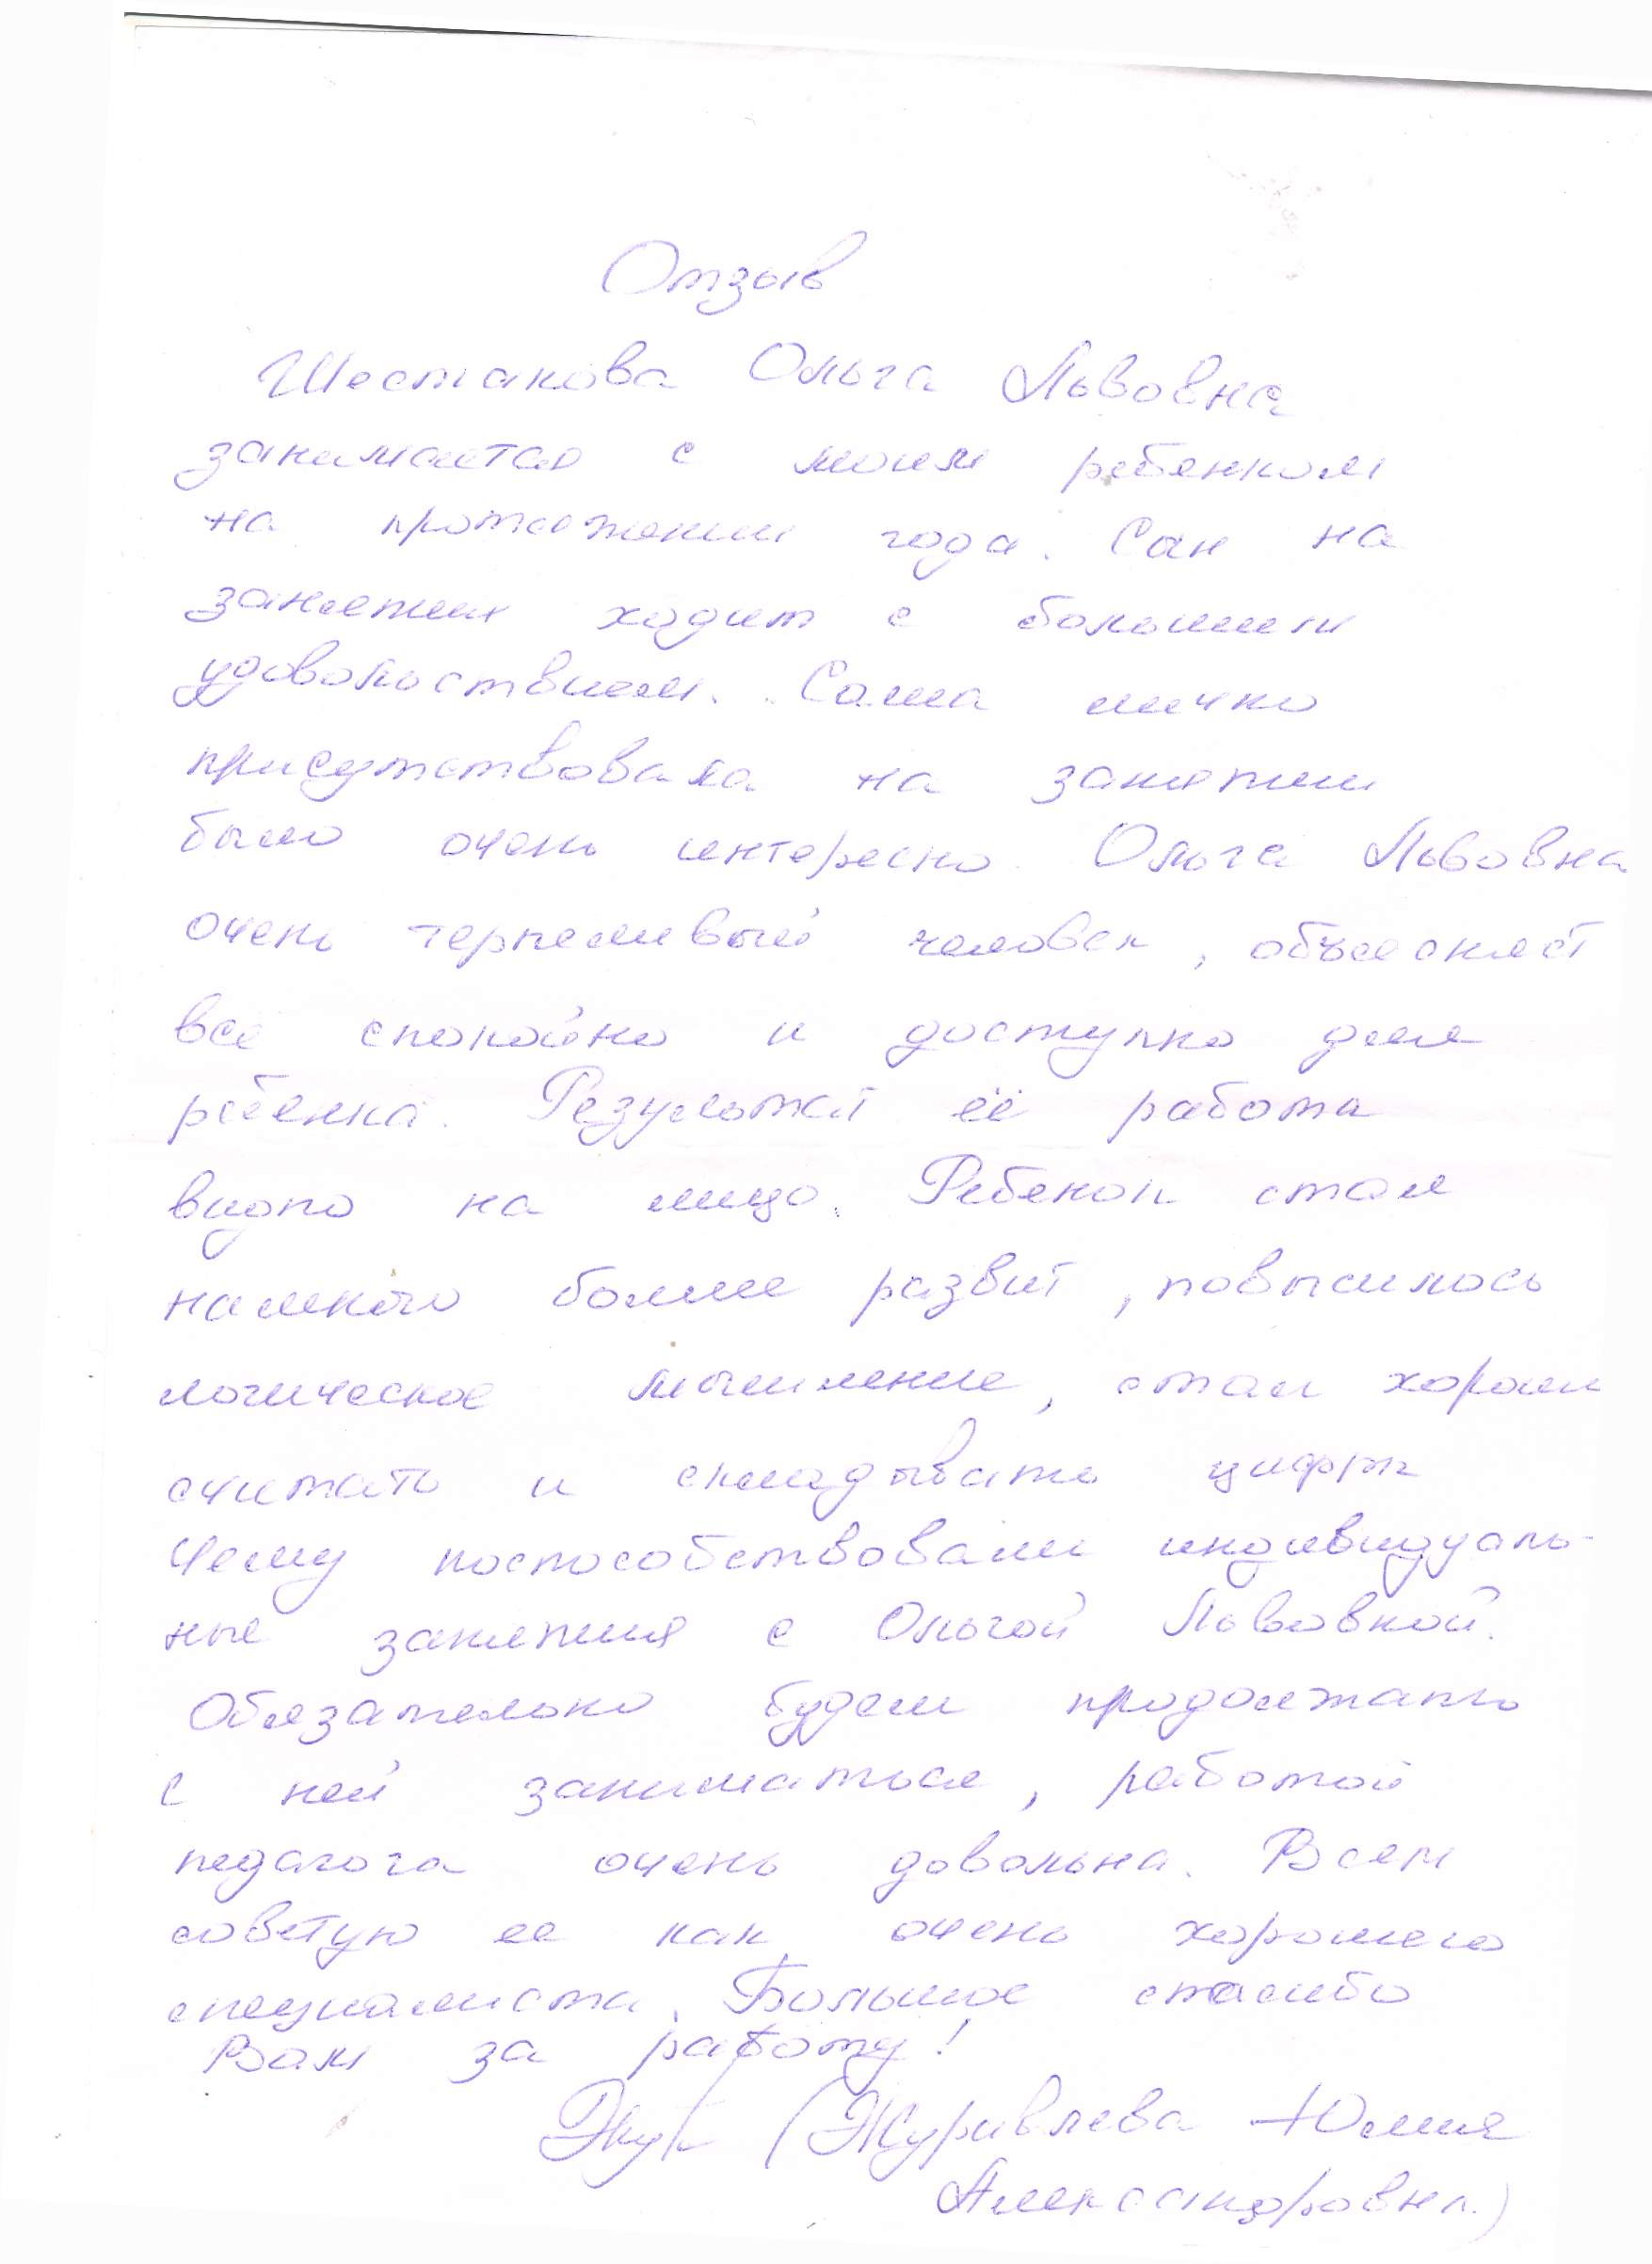 Отзыв
Шестакова Ольга Львовна
занимается с моим ребенком
на протяжении года. Сан на
занятия ходит с большим
удовольствием. Сама лично
присутствовала на занятии
было очень интересно. Ольга Львовна
очень терпеливый человек, объясняет
всё спокойно и доступно для
ребенка. Результат её работы
видно на лицо. Ребенок стал
намного более развит, повысилось
логическое мышление, стал хорошо
считать и складывать цифры
Чему поспособствовали индивидуаль-
ные занятия с Ольгой Львовной.
Обязательно будем продолжать
с ней заниматься, работой
педагога очень довольна. Всем
советую ее как очень хорошего
специалиста. Большое спасибо
Вам за работу!
(Журавлева Юлия
Александровна.)